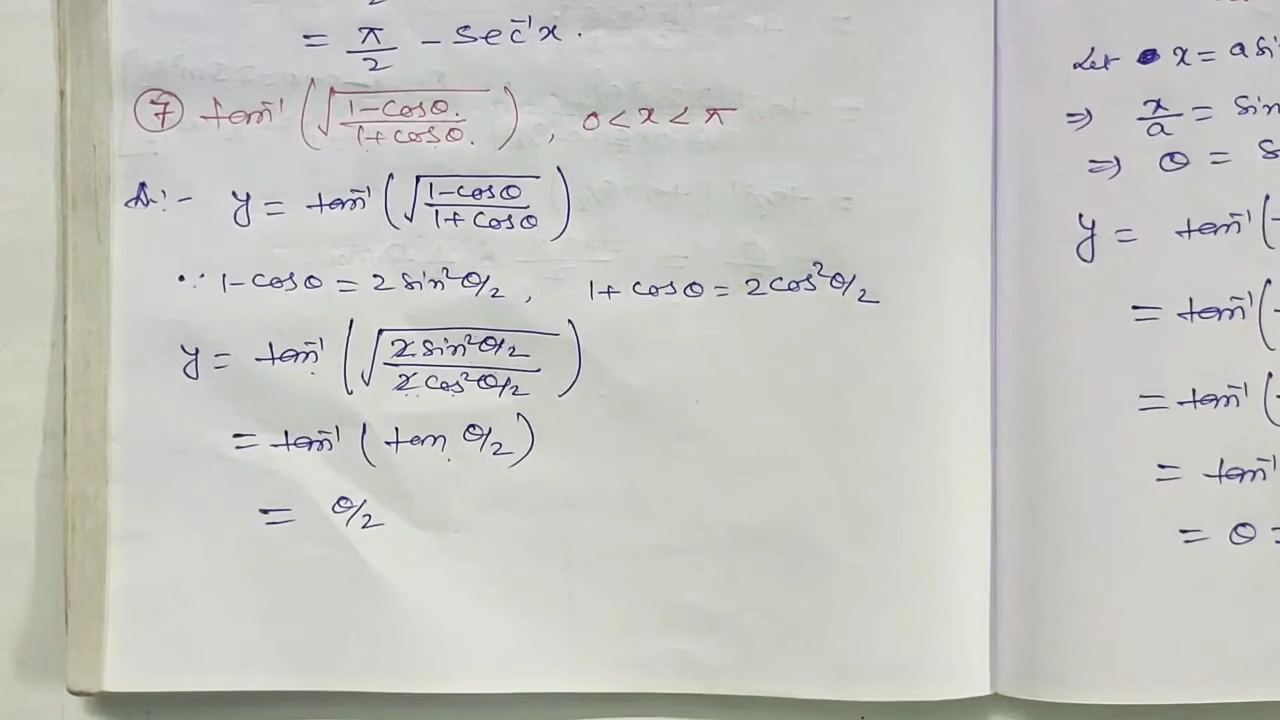 = π/2 - sec⁻¹x.
⑦ tan⁻¹(√(1-cosθ/1+cosθ)), 0<x<π
A:- y = tan⁻¹(√(1-cosθ/1+cosθ))
∵ 1-cosθ = 2sin²θ/2, 1+cosθ = 2cos²θ/2
y = tan⁻¹(√(2sin²θ/2/2cos²θ/2))
= tan⁻¹(tan θ/2)
= θ/2
Let x = a si
⇒ x/a = sin
⇒ θ = s
y = tan⁻¹(
= tan⁻¹(
= tan⁻¹(
= tan⁻¹
= θ =